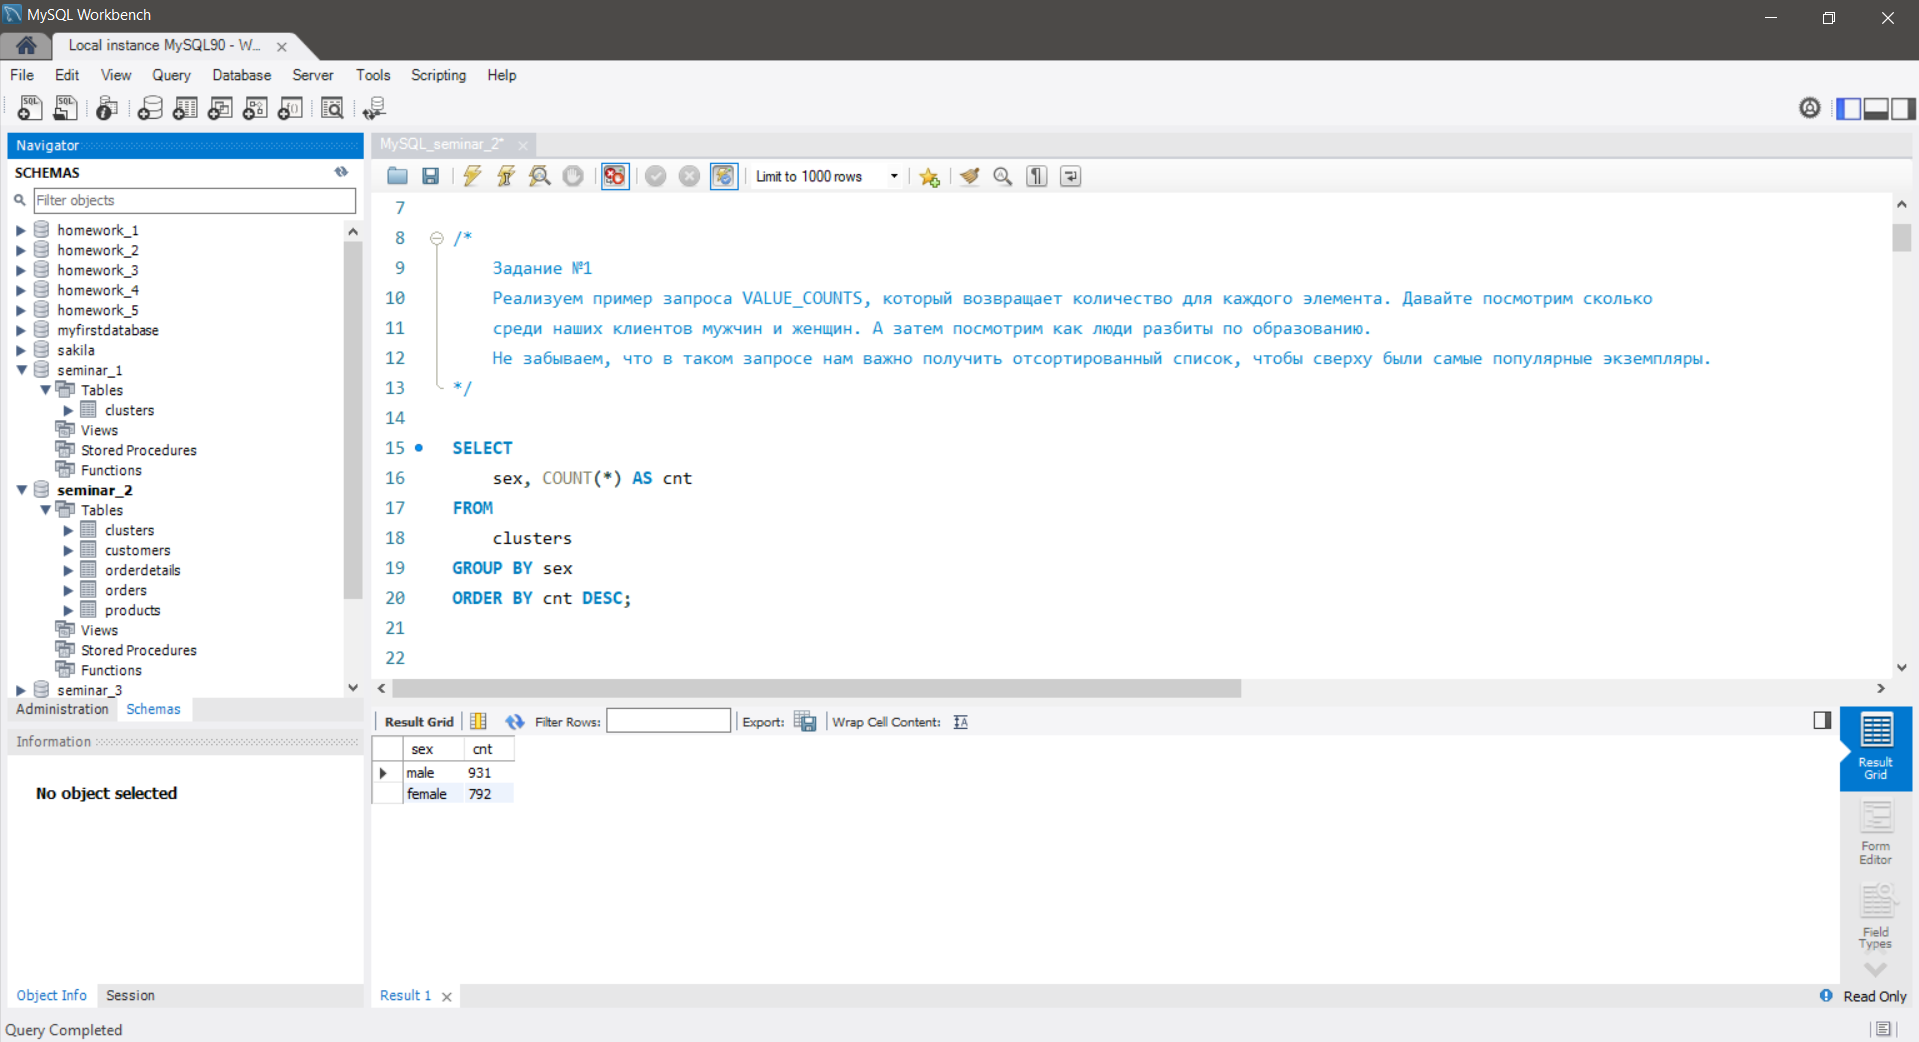 MySQL Workbench
Local instance MySQL90 - W...
File Edit View Query Database Server Tools Scripting Help
Navigator
SCHEMAS
Filter objects
homework_1
homework_2
homework_3
homework_4
homework_5
myfirstdatabase
sakila
seminar_1
Tables
clusters
Views
Stored Procedures
Functions
seminar_2
Tables
clusters
customers
orderdetails
orders
products
Views
Stored Procedures
Functions
seminar_3
Administration Schemas
Information
No object selected
Object Info Session
MySQL_seminar_2*
Limit to 1000 rows
7
8 /*
9 Задание №1
10 Реализуем пример запроса VALUE_COUNTS, который возвращает количество для каждого элемента. Давайте посмотрим сколько
11 среди наших клиентов мужчин и женщин. А затем посмотрим как люди разбиты по образованию.
12 Не забываем, что в таком запросе нам важно получить отсортированный список, чтобы сверху были самые популярные экземпляры.
13 */
14
15 SELECT
16 sex, COUNT(*) AS cnt
17 FROM
18 clusters
19 GROUP BY sex
20 ORDER BY cnt DESC;
21
22
Result Grid Filter Rows: Export: Wrap Cell Content:
sex cnt
male 931
female 792
Result Grid
Form Editor
Field Types
Result 1
Read Only
Query Completed